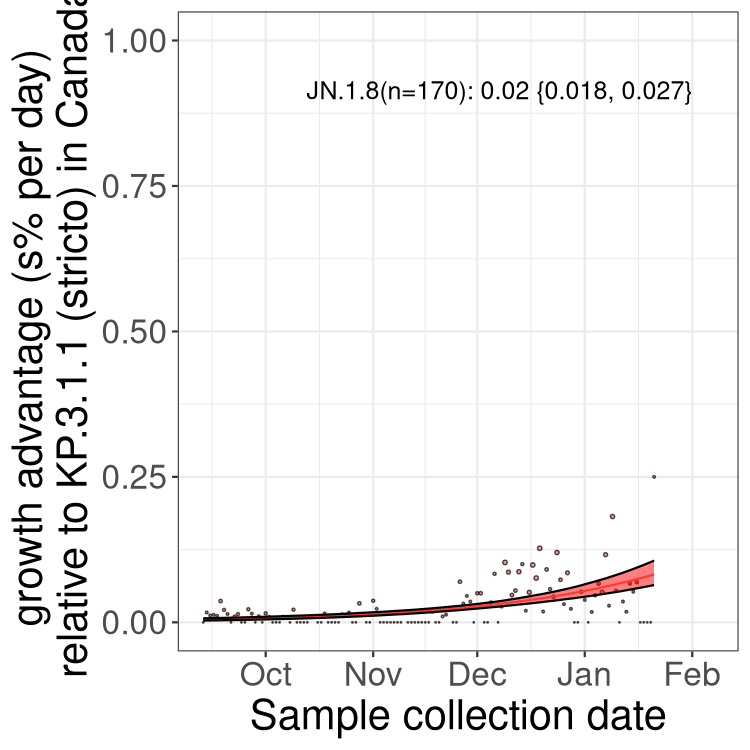 growth advantage (s% per day)
relative to KP.3.1.1 (stricto) in Canada
1.00
0.75
0.50
0.25
0.00
JN.1.8(n=170): 0.02 {0.018, 0.027}
Oct Nov Dec Jan Feb
Sample collection date